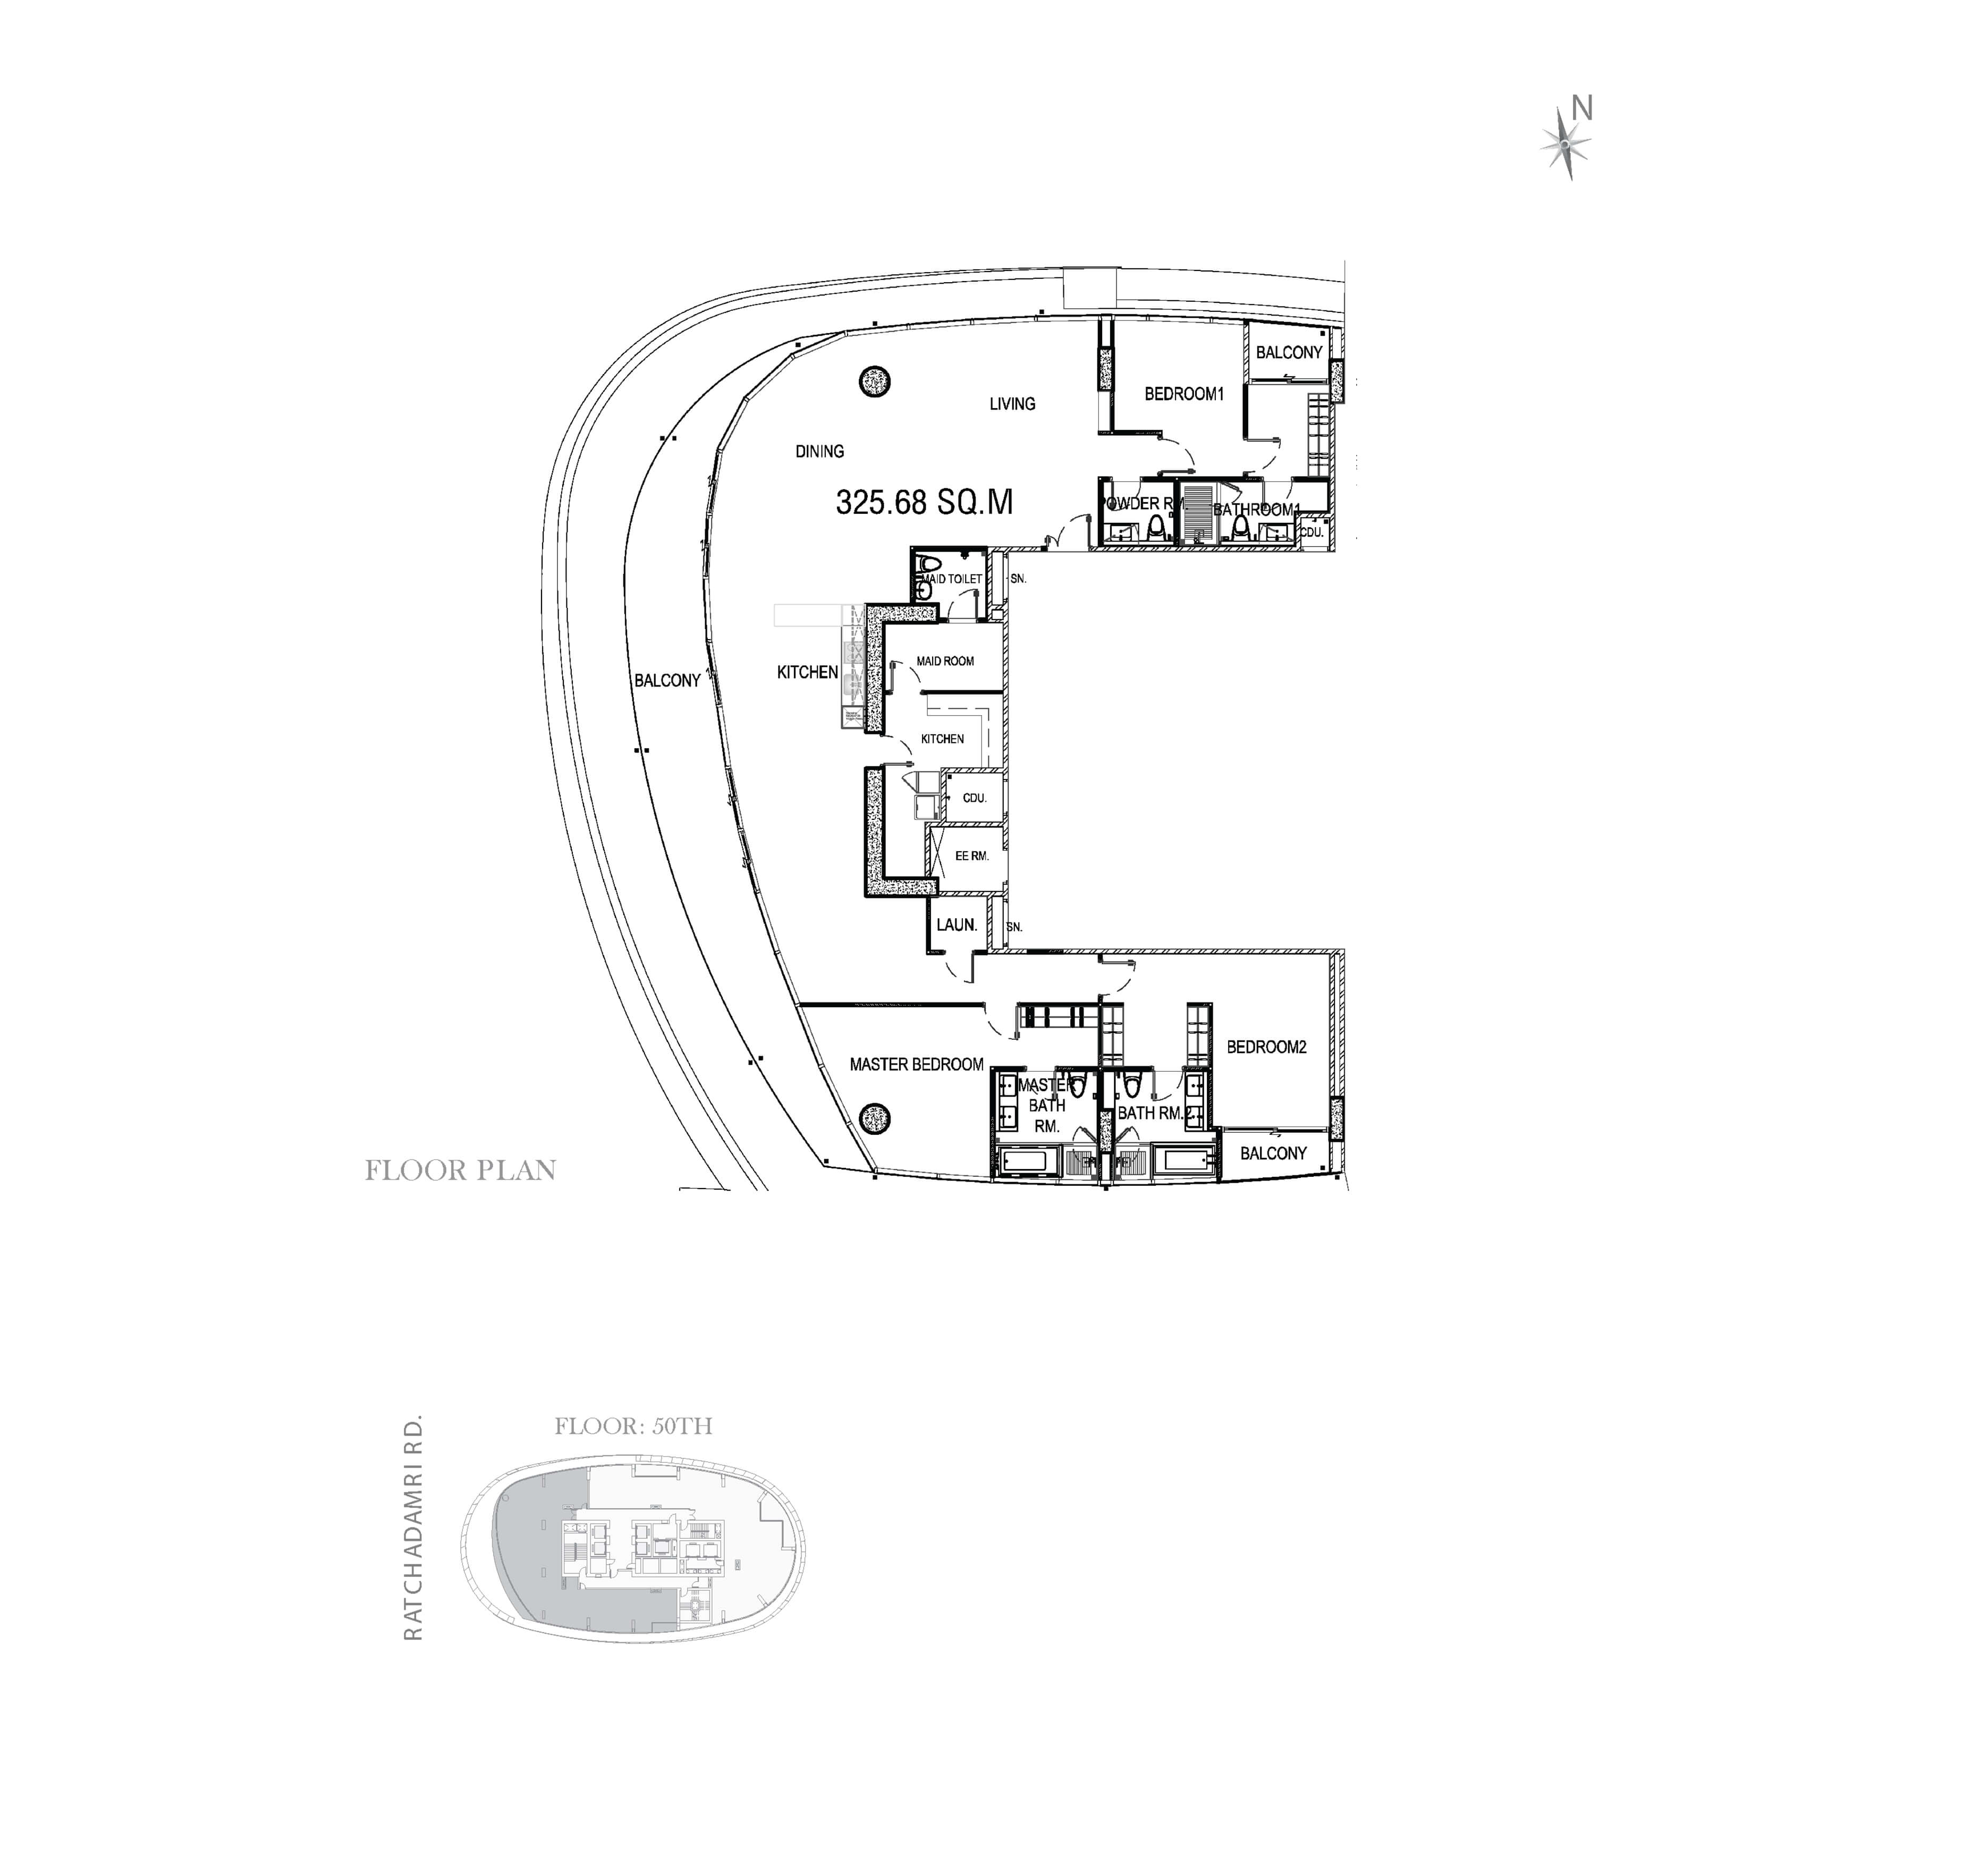 N
BALCONY
BEDROOM1
LIVING
DINING
325.68 SQ.M
POWDER RM.
BATHROOM1
CDU.
MAID TOILET
SN.
MAID ROOM
KITCHEN
BALCONY
KITCHEN
CDU.
EE RM.
LAUN.
SN.
BEDROOM2
MASTER BEDROOM
MASTER
BATH
RM.
BATH RM.2
BALCONY
FLOOR PLAN
FLOOR: 50TH
RATCHADAMRI RD.